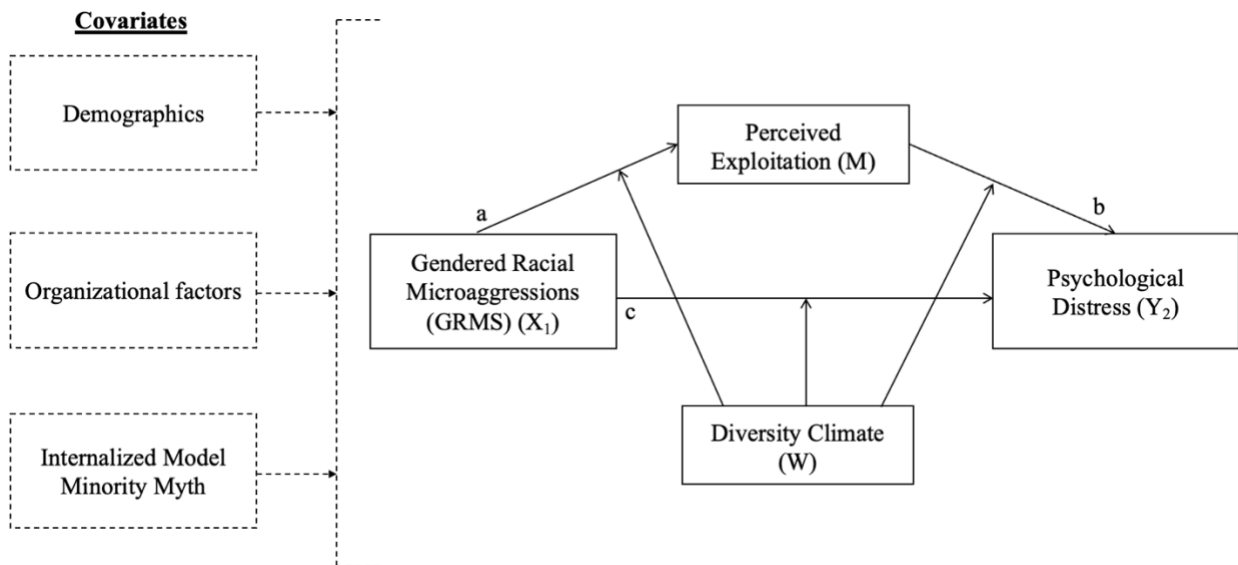 Covariates
Demographics
Organizational factors
Internalized Model
Minority Myth
Perceived
Exploitation (M)
a
b
Gendered Racial
Microaggressions
(GRMS) (X₁)
c
Psychological
Distress (Y₂)
Diversity Climate
(W)